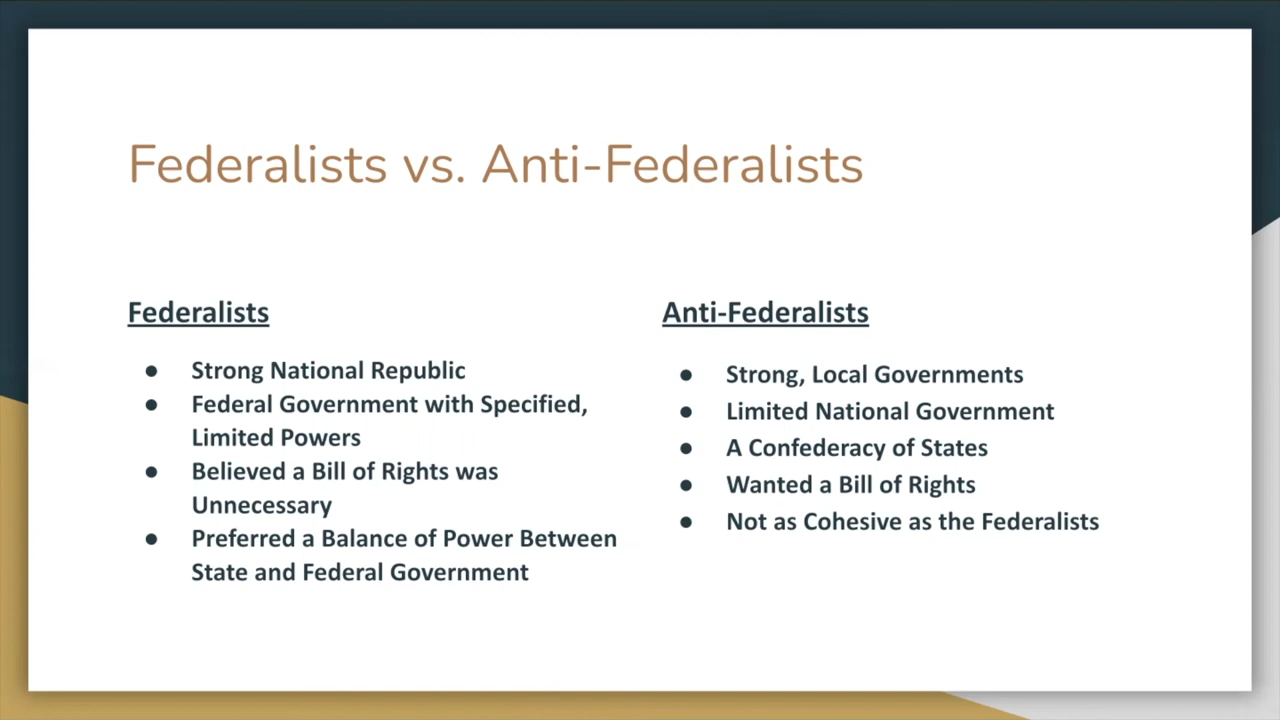 Federalists vs. Anti-Federalists
Federalists
● Strong National Republic
● Federal Government with Specified,
Limited Powers
● Believed a Bill of Rights was
Unnecessary
● Preferred a Balance of Power Between
State and Federal Government
Anti-Federalists
● Strong, Local Governments
● Limited National Government
● A Confederacy of States
● Wanted a Bill of Rights
● Not as Cohesive as the Federalists